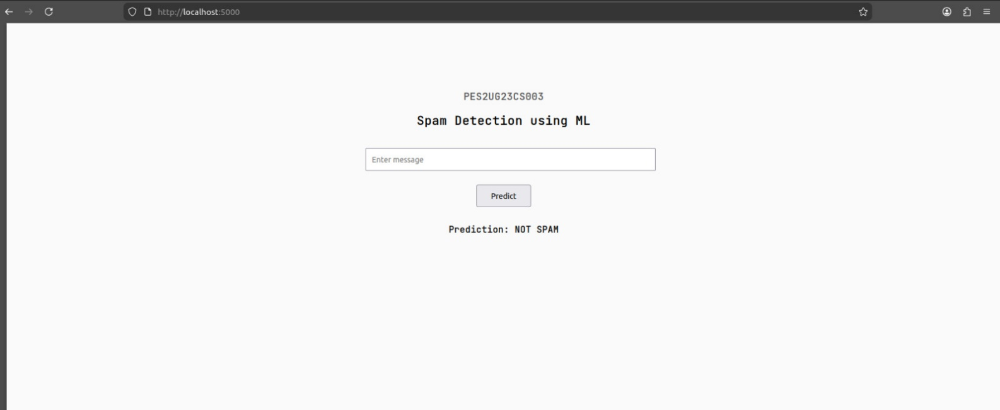 http://localhost:5000
PES2UG23CS003
Spam Detection using ML
Enter message
Predict
Prediction: NOT SPAM